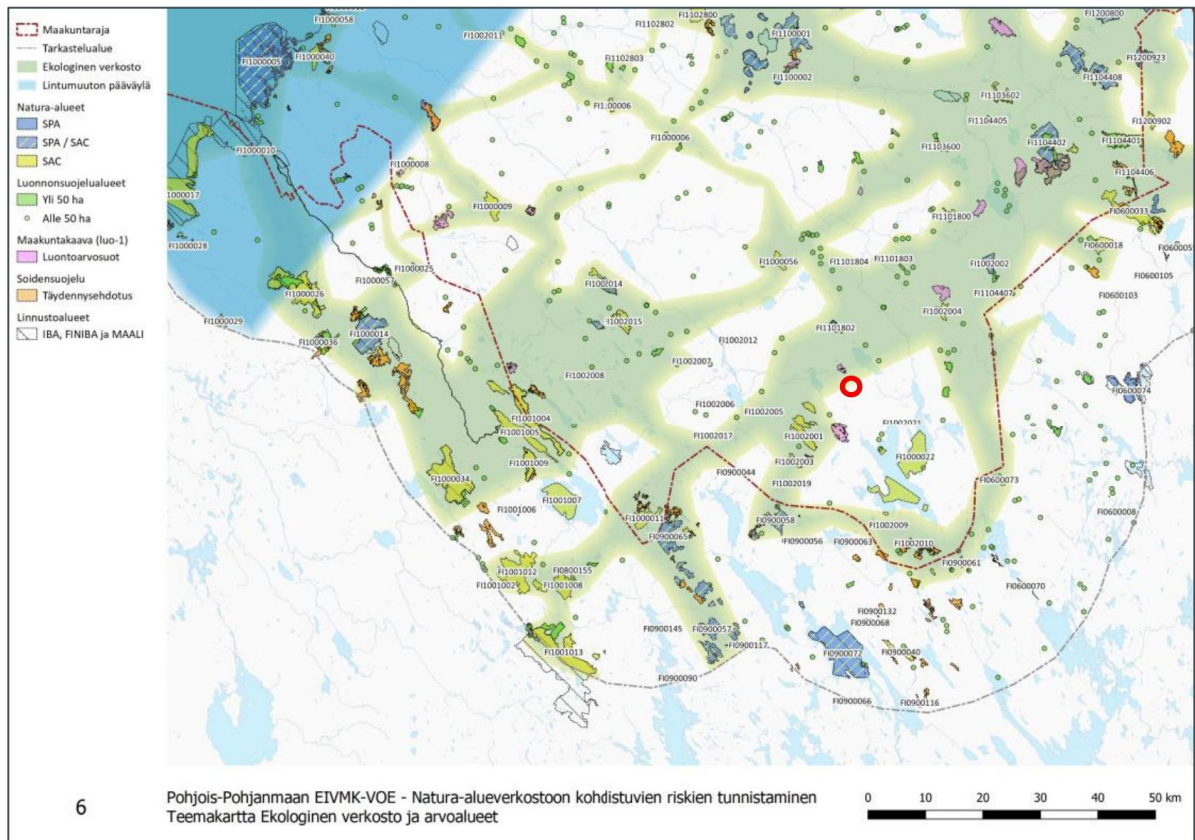 Maakuntaraja
Tarkastelualue
Ekologinen verkosto
Lintumuuton pääväylä
Natura-alueet
SPA
SPA / SAC
SAC
Luonnonsuojelualueet
Yli 50 ha
Alle 50 ha
Maakuntakaava (luo-1)
Luontoarvosuot
Soidensuojelu
Täydennysehdotus
Linnustoalueet
IBA, FINIBA ja MAALI
FI1000058
FI1102802
FI1102800
FI1200800
FI1102011
FI1100001
FI1000040
FI1000005
FI1102803
FI1200923
FI1100002
FI1104408
FI1103602
FI1104405
FI1200902
FI1000006
FI1104402
FI1104401
FI1103600
FI1000010
FI1000008
FI1104406
1000017
FI1000009
FI1101800
FI0600033
FI1000028
FI0600018
FI060005
FI1000056
FI1101804
FI1101803
FI1000025
FI1002002
FI0600105
FI1000057
FI1002014
FI1104407
FI0600103
FI1000026
FI1002004
FI1000029
I1002015
FI1101802
FI1000014
FI1000036
FI1002012
FI1002007
FI1002008
FI0600074
FI1002006
FI1002005
FI1001004
FI1001005
FI1002017
FI1002001
FI1002021
FI1000022
FI1001009
FI1002003
FI0900044
FI1000034
FI1002019
FI0600073
FI1001007
FI1001006
FI1000011
FI0900058
FI1002009
FI0600008
FI0900065
FI0900056
FI0900063
FI1002010
FI0900061
FI1001012
FI0800155
FI1001002
FI1001008
FI0600070
FI0900132
FI0900068
FI0900145
FI0900057
FI0900117
FI1001013
FI0900072
FI0900040
FI0900090
FI0900066
FI0900116
6
Pohjois-Pohjanmaan EIVMK-VOE - Natura-alueverkostoon kohdistuvien riskien tunnistaminen
Teemakartta Ekologinen verkosto ja arvoalueet
0 10 20 30 40 50 km